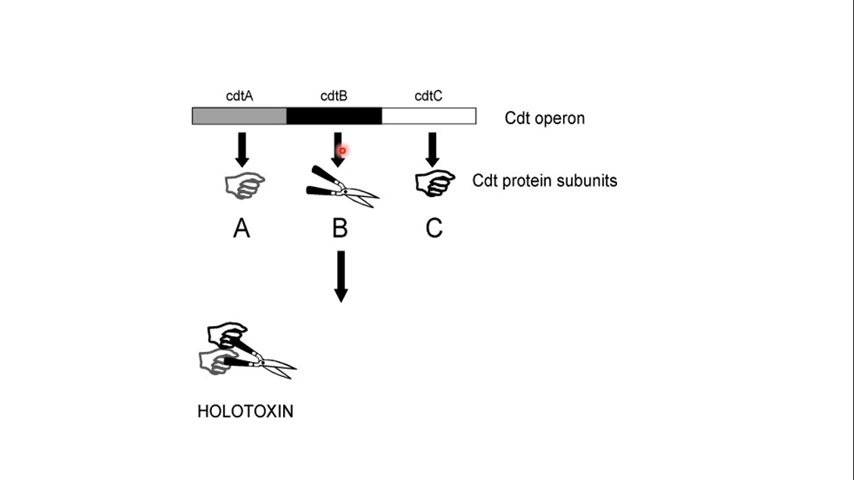 cdtA cdtB cdtC
Cdt operon
Cdt protein subunits
A B C
HOLOTOXIN